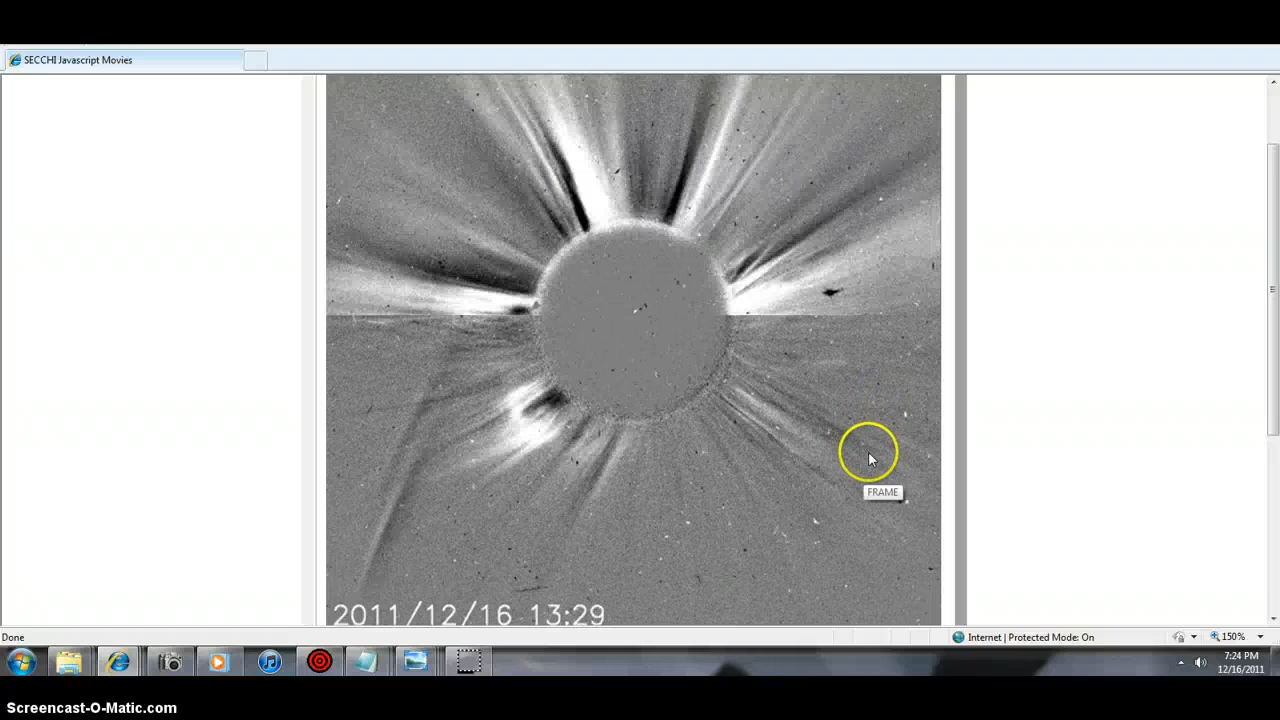 SECCHI Javascript Movies
FRAME
2011/12/16 13:29
Done
Internet | Protected Mode: On
150%
7:24 PM
12/16/2011
Screencast-O-Matic.com